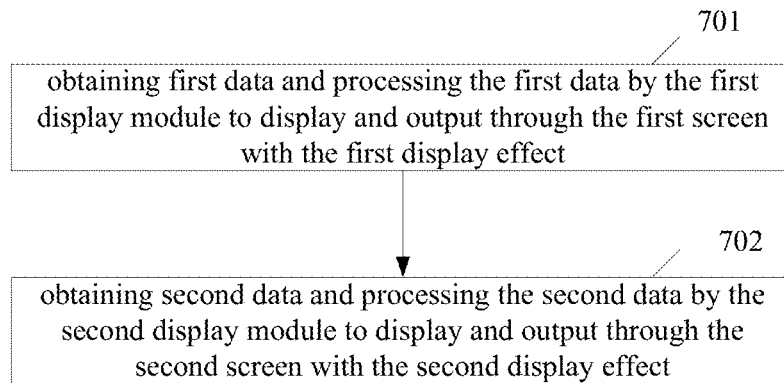 701
obtaining first data and processing the first data by the first
display module to display and output through the first screen
with the first display effect
702
obtaining second data and processing the second data by the
second display module to display and output through the
second screen with the second display effect